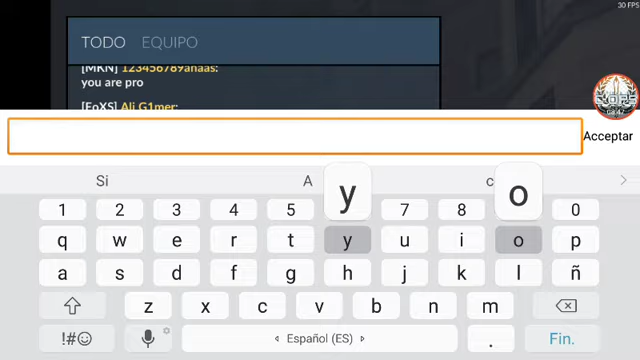 30 FPS
TODO EQUIPO
[MKN] 123456789anaas:
you are pro
[FoXS] Ali G1mer:
Acceptar
Si A c
y o
1 2 3 4 5 7 8 0
q w e r t y u i o p
a s d f g h j k l ñ
z x c v b n m
!#☺ Español (ES) . Fin.